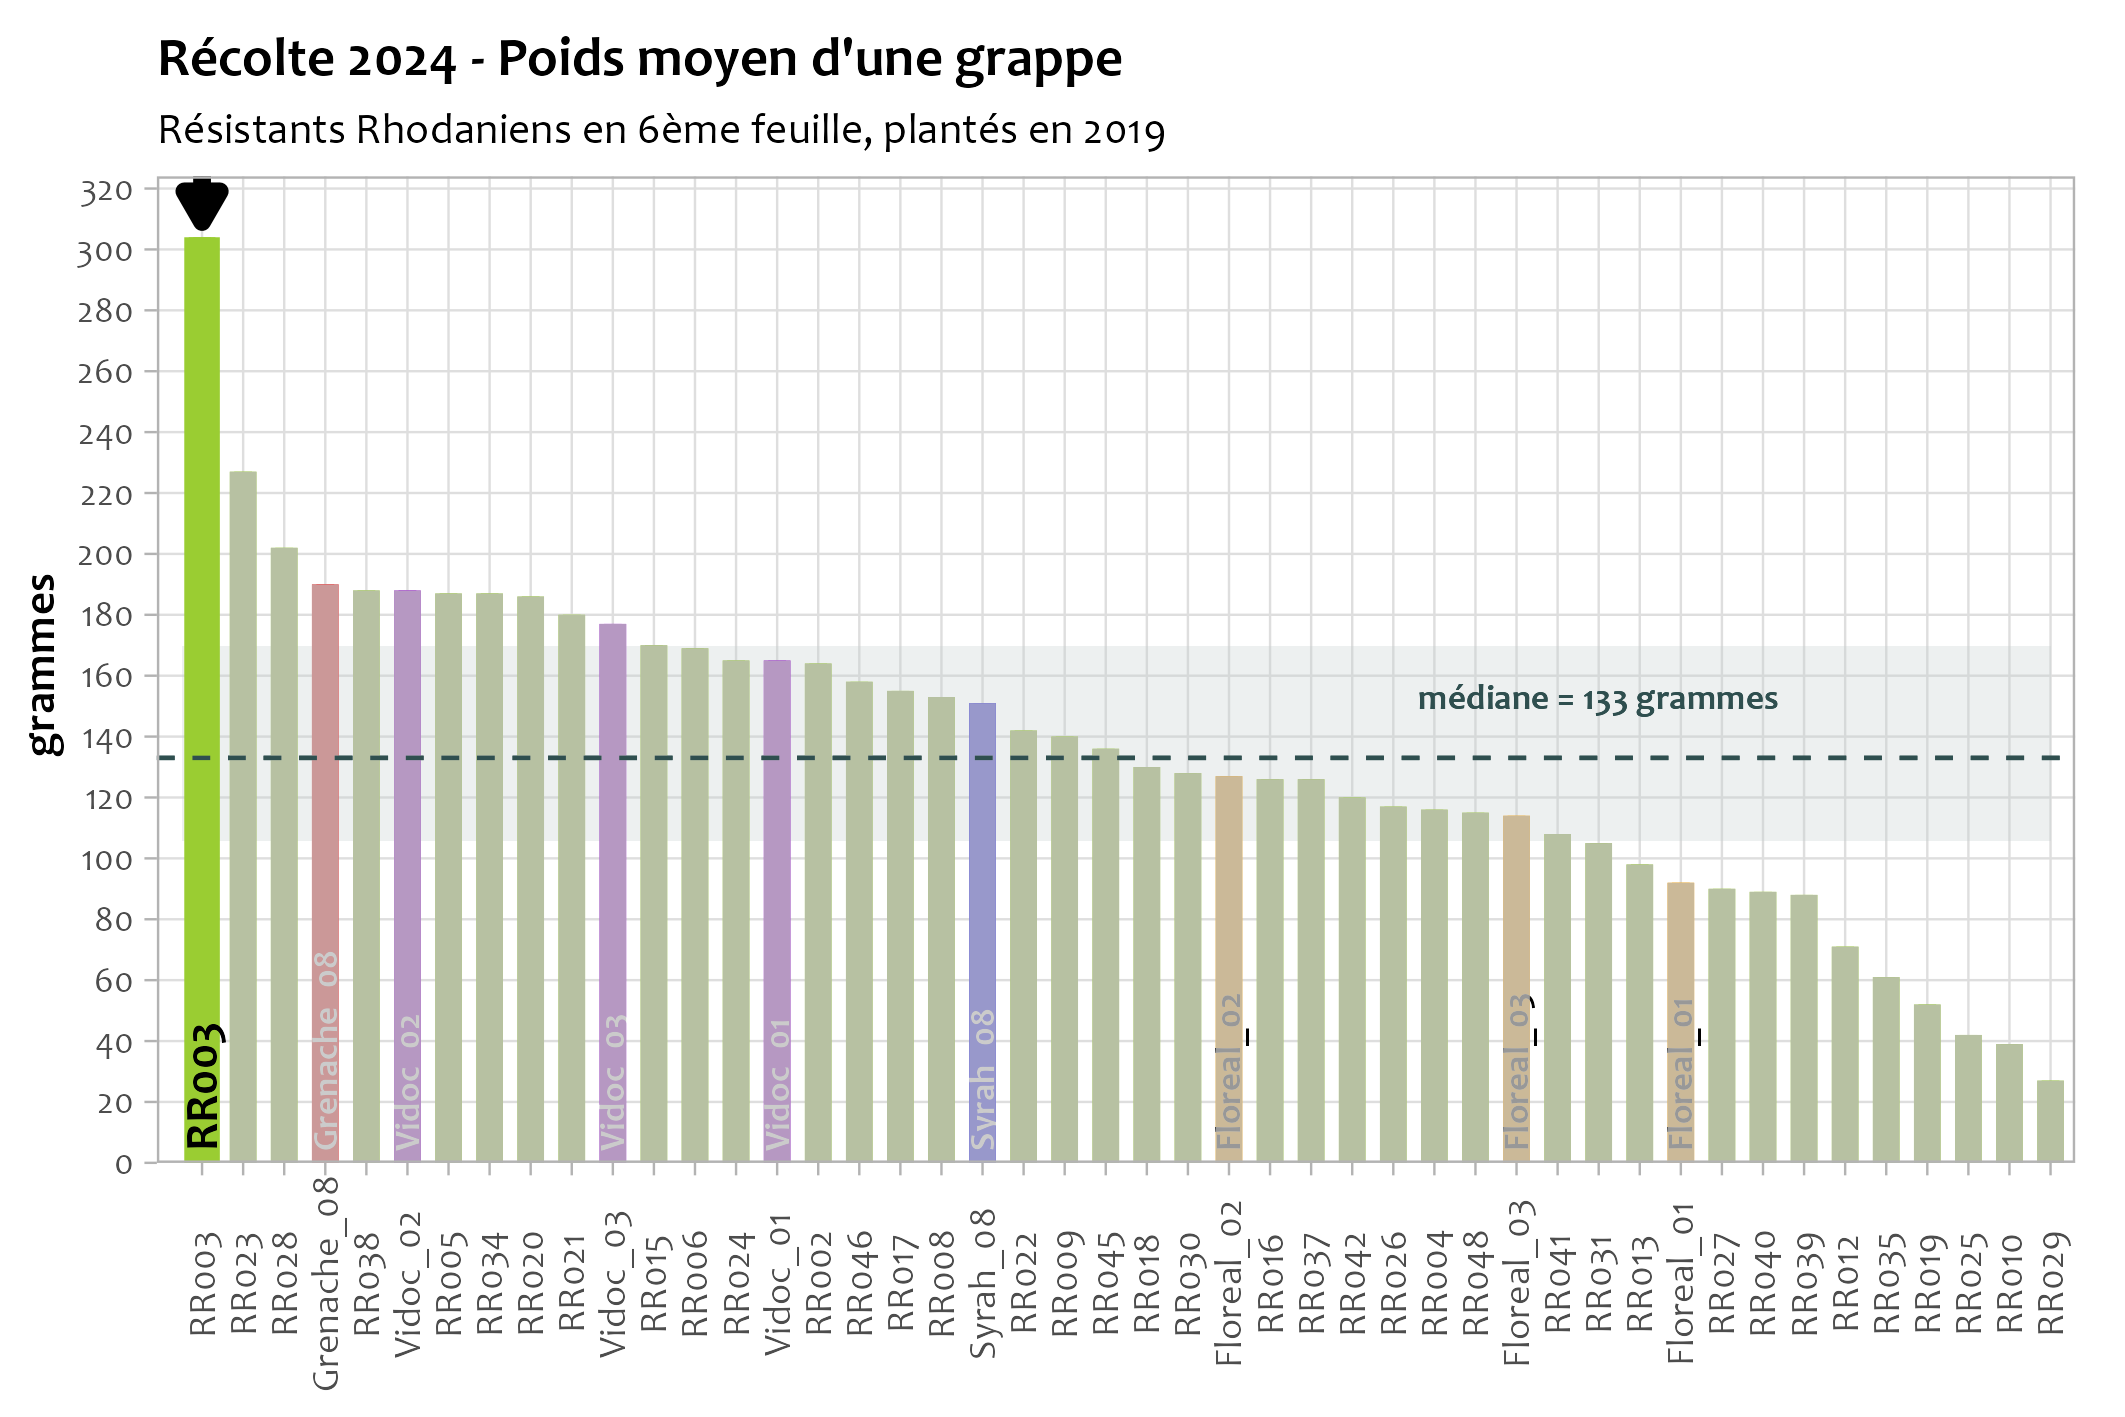 Récolte 2024 - Poids moyen d'une grappe
Résistants Rhodaniens en 6ème feuille, plantés en 2019
grammes
320
300
280
260
240
220
200
180
160
140
120
100
80
60
40
20
0
médiane = 133 grammes
RR003
Grenache_08
Vidoc_02
Vidoc_03
Vidoc_01
Syrah_08
Floreal_02
Floreal_03
Floreal_01
RR003
RR023
RR028
Grenache_08
RR038
Vidoc_02
RR005
RR034
RR020
RR021
Vidoc_03
RR015
RR006
RR024
Vidoc_01
RR002
RR046
RR017
RR008
Syrah_08
RR022
RR009
RR045
RR018
RR030
Floreal_02
RR016
RR037
RR042
RR026
RR004
RR048
Floreal_03
RR041
RR031
RR013
Floreal_01
RR027
RR040
RR039
RR012
RR035
RR019
RR025
RR010
RR029